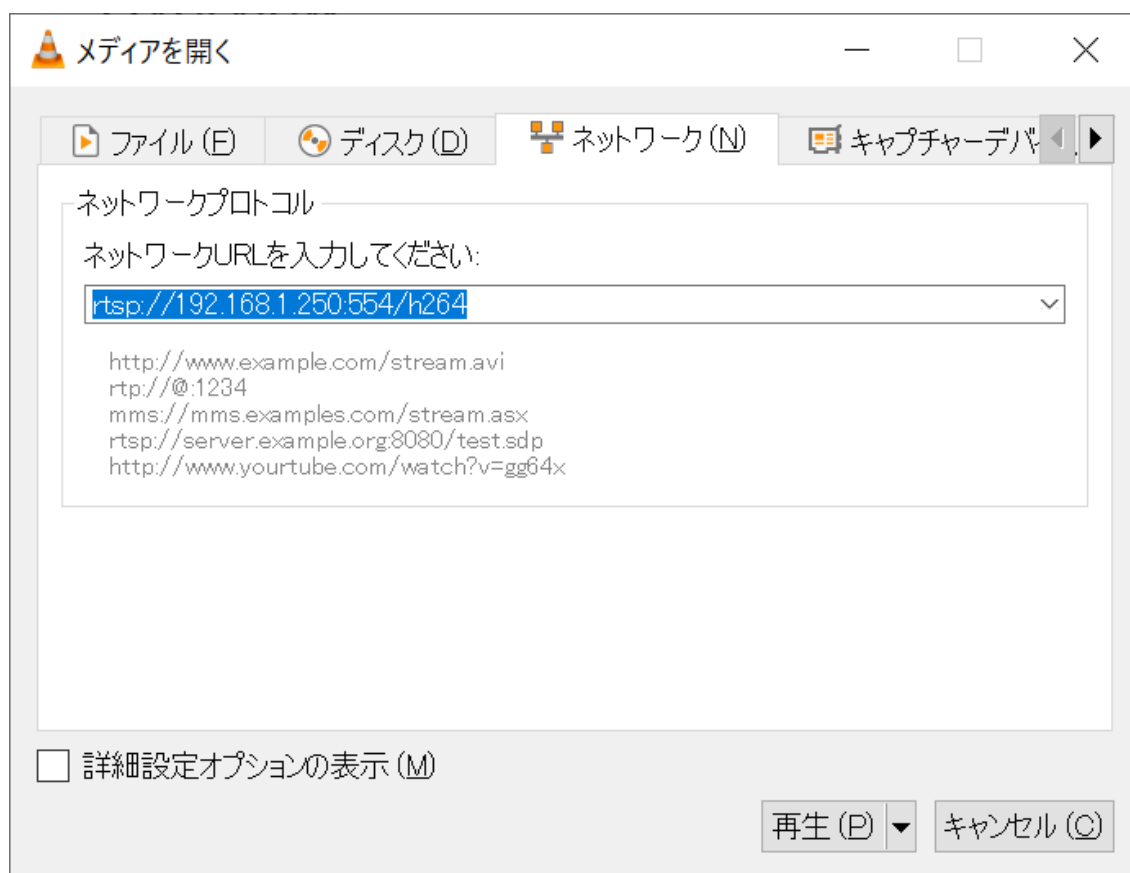 メディアを開く
ファイル(F)
ディスク(D)
ネットワーク(N)
キャプチャーデバイ
ネットワークプロトコル
ネットワークURLを入力してください:
rtsp://192.168.1.250:554/h264
http://www.example.com/stream.avi
rtp://@:1234
mms://mms.examples.com/stream.asx
rtsp://server.example.org:8080/test.sdp
http://www.yourtube.com/watch?v=gg64x
詳細設定オプションの表示(M)
再生(P)
キャンセル(C)